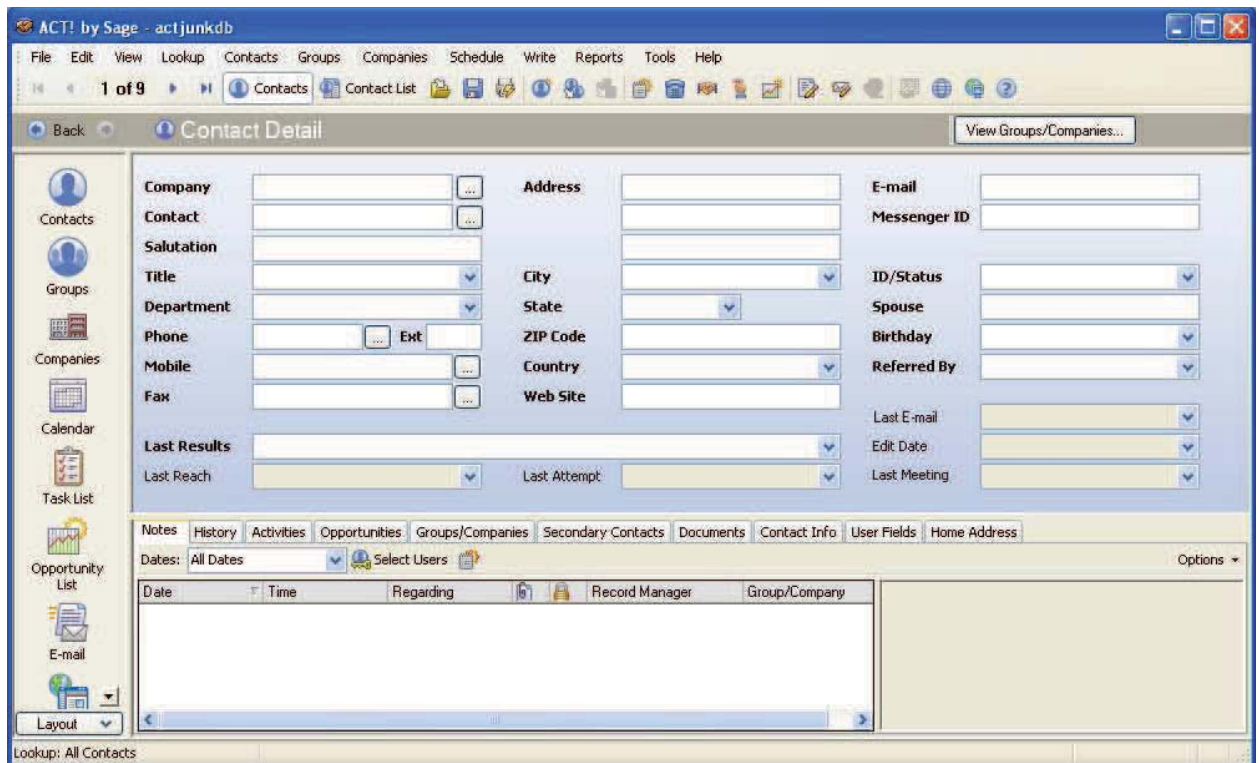 ACT! by Sage - actjunkdb
File Edit View Lookup Contacts Groups Companies Schedule Write Reports Tools Help
1 of 9 Contacts Contact List
Back Contact Detail View Groups/Companies...
Contacts
Groups
Companies
Calendar
Task List
Opportunity
List
E-mail
Layout
Company ... Address E-mail
Contact ... Messenger ID
Salutation
Title City ID/Status
Department State Spouse
Phone ... Ext ZIP Code Birthday
Mobile ... Country Referred By
Fax ... Web Site
Last E-mail
Last Results Edit Date
Last Reach Last Attempt Last Meeting
Notes History Activities Opportunities Groups/Companies Secondary Contacts Documents Contact Info User Fields Home Address
Dates: All Dates Select Users Options
Date Time Regarding Record Manager Group/Company
Lookup: All Contacts